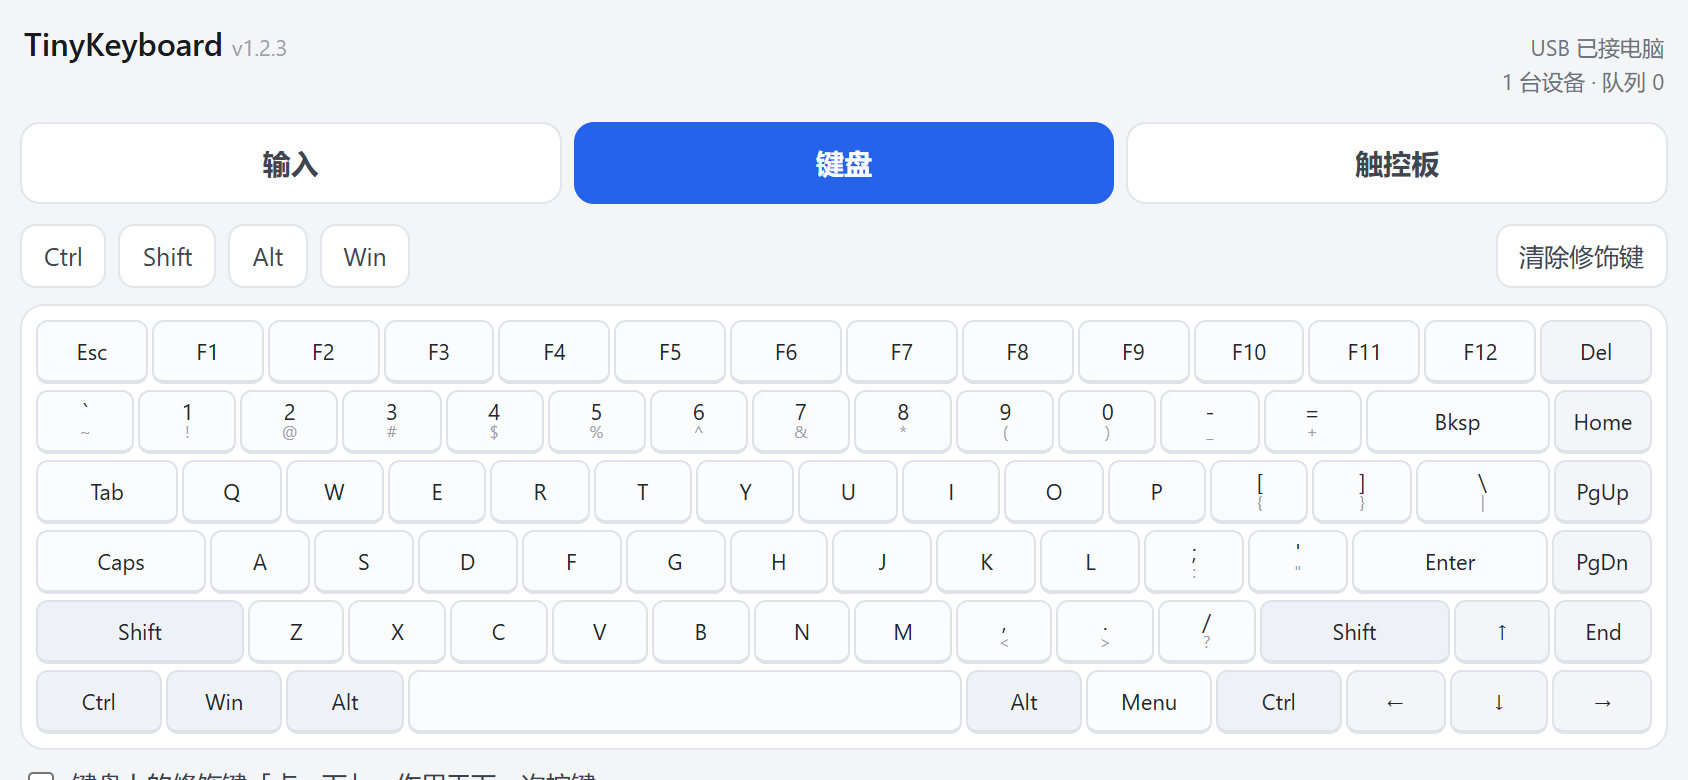 TinyKeyboard v1.2.3
USB 已接电脑
1 台设备 · 队列 0
输入 键盘 触控板
Ctrl Shift Alt Win 清除修饰键
Esc F1 F2 F3 F4 F5 F6 F7 F8 F9 F10 F11 F12 Del
` 1 2 3 4 5 6 7 8 9 0 - = Bksp Home
~ ! @ # $ % ^ & * ( ) _ +
Tab Q W E R T Y U I O P [ ] \ PgUp
{ } |
Caps A S D F G H J K L ; ' Enter PgDn
: "
Shift Z X C V B N M , . / Shift ↑ End
< > ?
Ctrl Win Alt Alt Menu Ctrl ← ↓ →